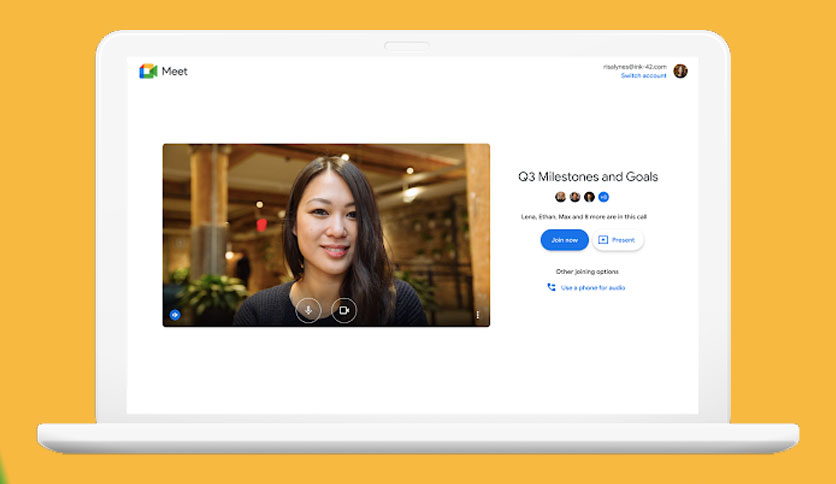 Meet
risalynes@ink-42.com
Switch account
Q3 Milestones and Goals
+8
Lena, Ethan, Max and 8 more are in this call
Join now
Present
Other joining options
Use a phone for audio